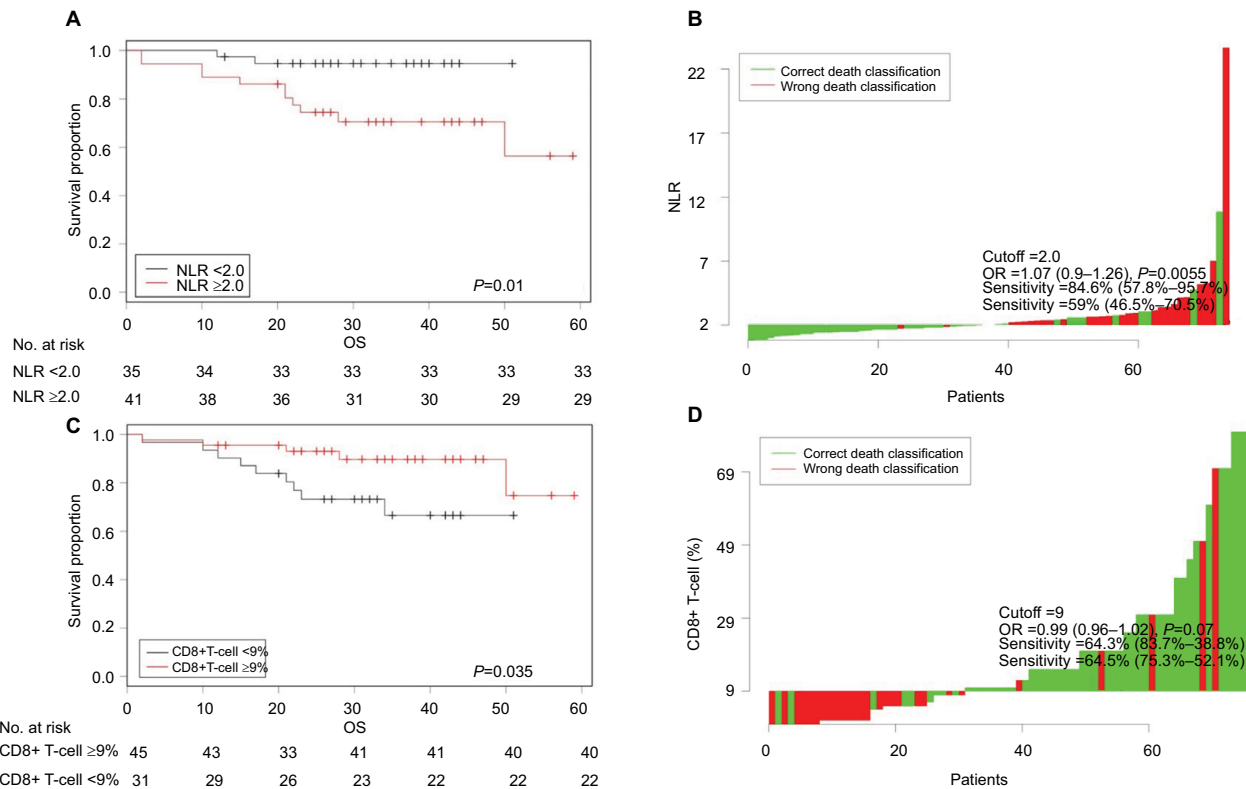 A
Survival proportion
1.0
0.8
0.6
0.4
0.2
0.0
NLR <2.0
NLR ≥2.0
P=0.01
0 10 20 30 40 50 60
OS
No. at risk
NLR <2.0 35 34 33 33 33 33 33
NLR ≥2.0 41 38 36 31 30 29 29
B
NLR
22
17
12
7
2
Correct death classification
Wrong death classification
Cutoff =2.0
OR =1.07 (0.9–1.26), P=0.0055
Sensitivity =84.6% (57.8%–95.7%)
Sensitivity =59% (46.5%–70.5%)
0 20 40 60
Patients
C
Survival proportion
1.0
0.8
0.6
0.4
0.2
0.0
CD8+T-cell <9%
CD8+T-cell ≥9%
P=0.035
0 10 20 30 40 50 60
OS
No. at risk
CD8+ T-cell ≥9% 45 43 33 41 41 40 40
CD8+ T-cell <9% 31 29 26 23 22 22 22
D
CD8+ T-cell (%)
69
49
29
9
Correct death classification
Wrong death classification
Cutoff =9
OR =0.99 (0.96–1.02), P=0.07
Sensitivity =64.3% (83.7%–38.8%)
Sensitivity =64.5% (75.3%–52.1%)
0 20 40 60
Patients